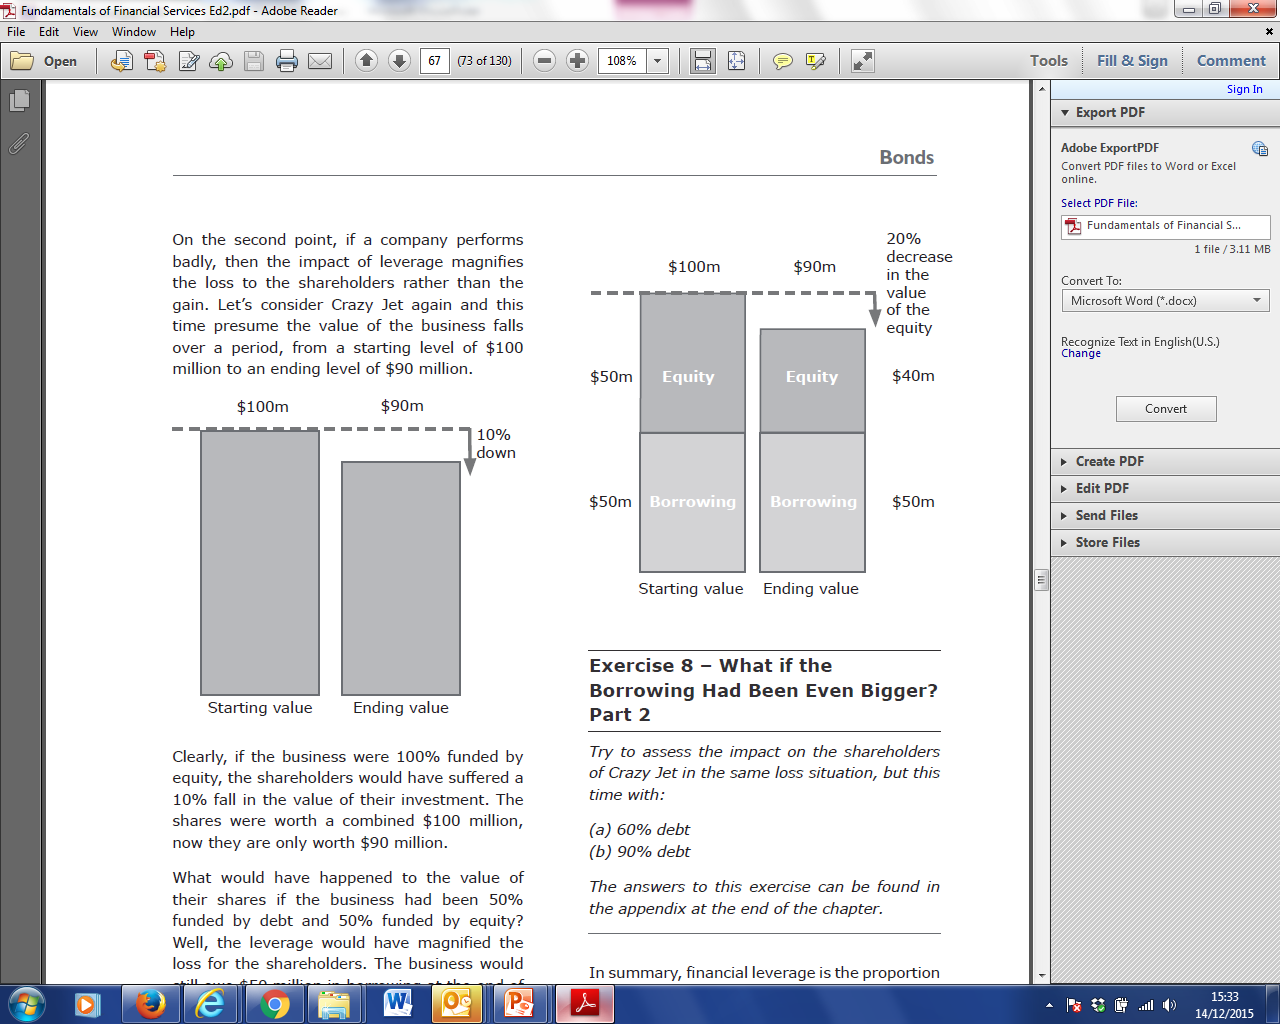 Fundamentals of Financial Services Ed2.pdf - Adobe Reader
File Edit View Window Help
Open
67 (73 of 130)
108%
Tools
Fill & Sign
Comment
Sign In
Bonds
On the second point, if a company performs
badly, then the impact of leverage magnifies
the loss to the shareholders rather than the
gain. Let's consider Crazy Jet again and this
time presume the value of the business falls
over a period, from a starting level of $100
million to an ending level of $90 million.
$100m $90m
10%
down
Starting value Ending value
Clearly, if the business were 100% funded by
equity, the shareholders would have suffered a
10% fall in the value of their investment. The
shares were worth a combined $100 million,
now they are only worth $90 million.
What would have happened to the value of
their shares if the business had been 50%
funded by debt and 50% funded by equity?
Well, the leverage would have magnified the
loss for the shareholders. The business would
still owe $50 million in borrowing at the end of
20%
decrease
in the
value
of the
equity
$100m $90m
$50m Equity Equity $40m
$50m Borrowing Borrowing $50m
Starting value Ending value
Exercise 8 – What if the
Borrowing Had Been Even Bigger?
Part 2
Try to assess the impact on the shareholders
of Crazy Jet in the same loss situation, but this
time with:
(a) 60% debt
(b) 90% debt
The answers to this exercise can be found in
the appendix at the end of the chapter.
In summary, financial leverage is the proportion
Export PDF
Adobe ExportPDF
Convert PDF files to Word or Excel
online.
Select PDF File:
Fundamentals of Financial S...
1 file / 3.11 MB
Convert To:
Microsoft Word (*.docx)
Recognize Text in English(U.S.)
Change
Convert
Create PDF
Edit PDF
Send Files
Store Files
15:33
14/12/2015